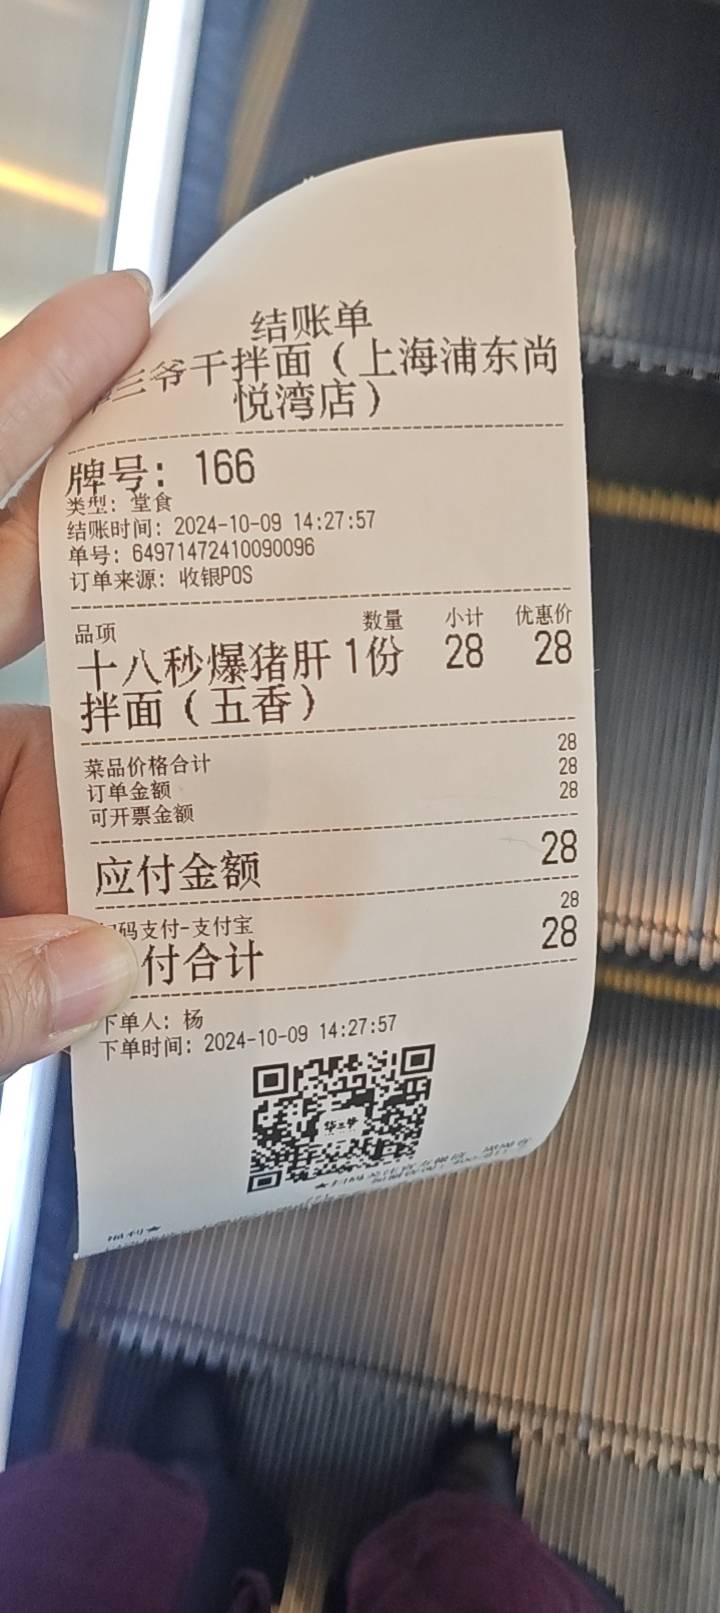 结账单
三爷干拌面（上海浦东尚
悦湾店）
牌号：166
类型：堂食
结账时间：2024-10-09 14:27:57
单号：64971472410090096
订单来源：收银POS
品项 数量 小计 优惠价
十八秒爆猪肝 1份 28 28
拌面（五香）
菜品价格合计 28
订单金额 28
可开票金额 28
应付金额 28
码支付-支付宝 28
付合计 28
下单人：杨
下单时间：2024-10-09 14:27:57
福利★